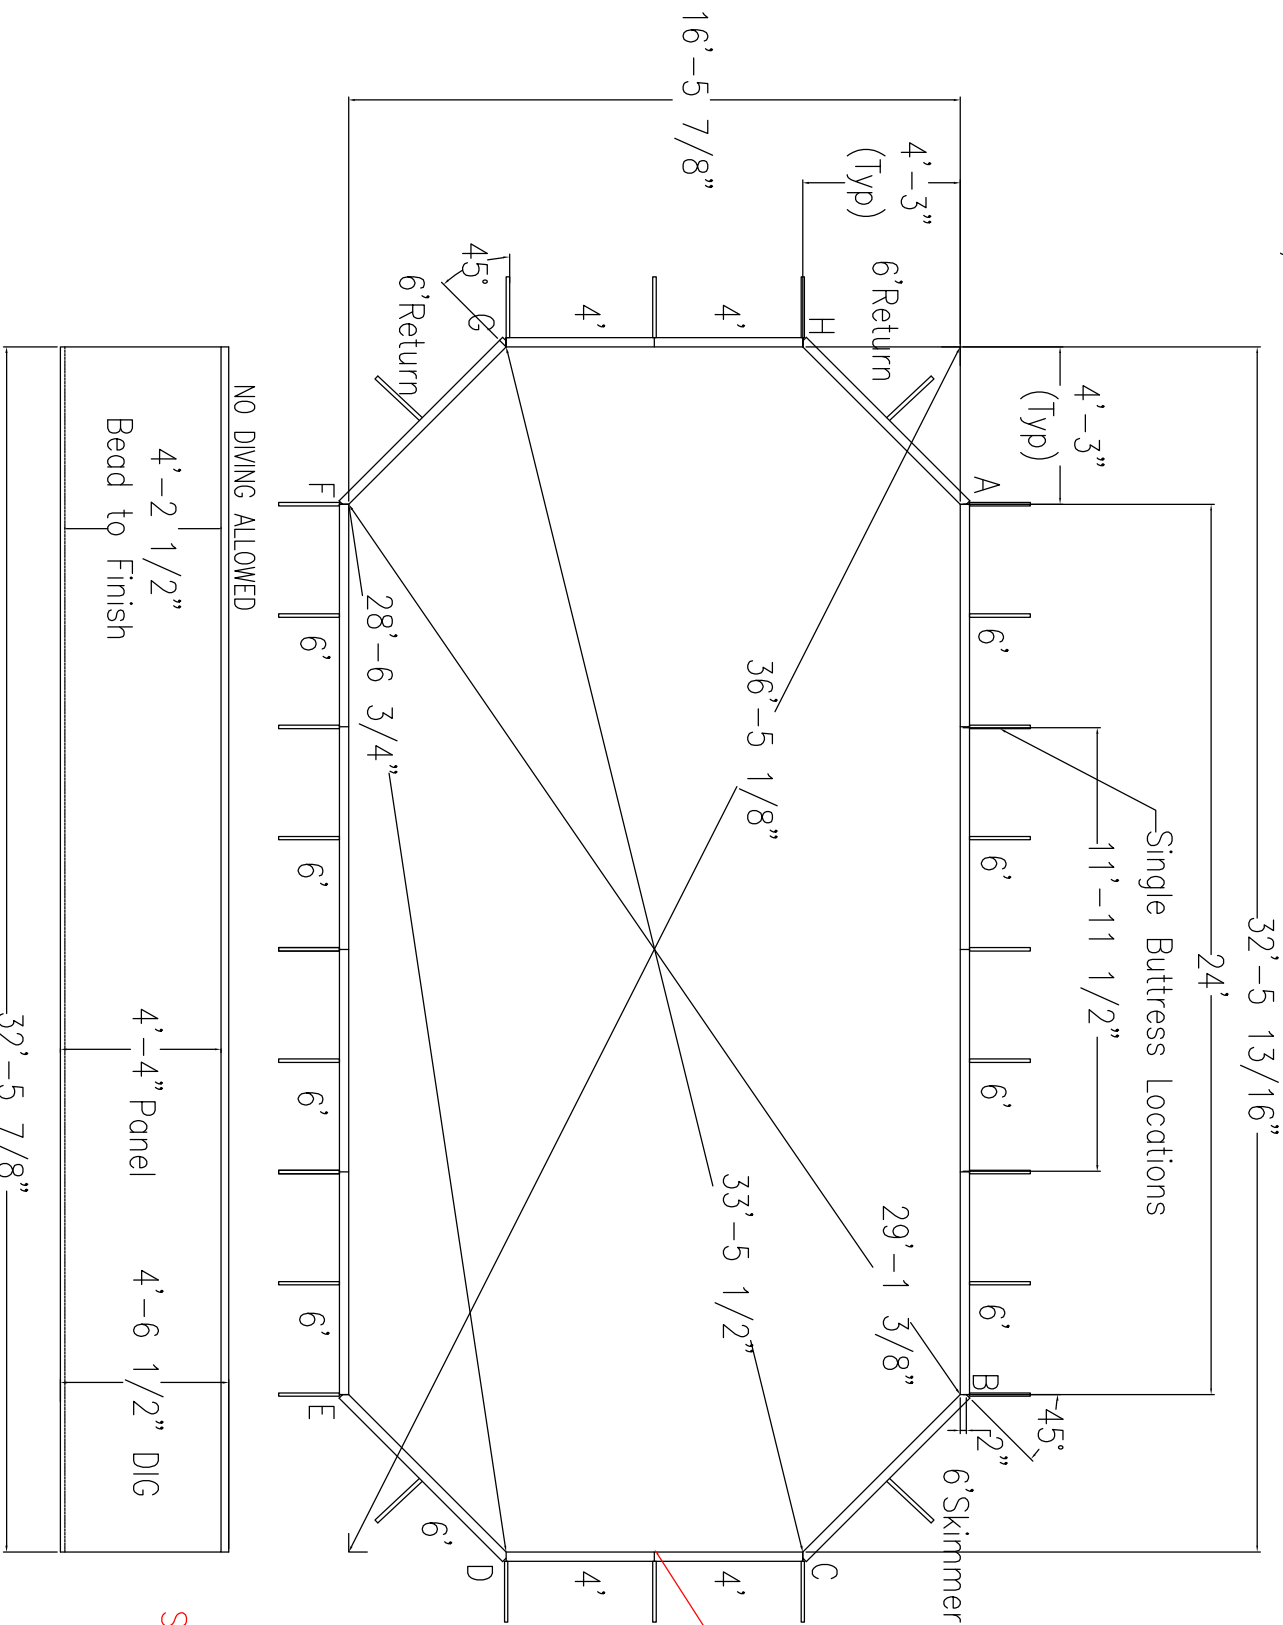 32'-5 13/16"
24'
Single Buttress Locations
11'-11 1/2"
4'-3"
(Typ)
4'-3"
(Typ)
16'-5 7/8"
6'Return
A
6'
6'
6'
6'
B
45°
2"
6'Skimmer
H
C
4'
4'
4'
4'
36'-5 1/8"
29'-1 3/8"
33'-5 1/2"
28'-6 3/4"
45°
G
6'Return
D
6'
F
6'
6'
6'
6'
E
NO DIVING ALLOWED
4'-2 1/2"
Bead to Finish
4'-4"Panel
4'-6 1/2" DIG
32'-5 7/8"
S